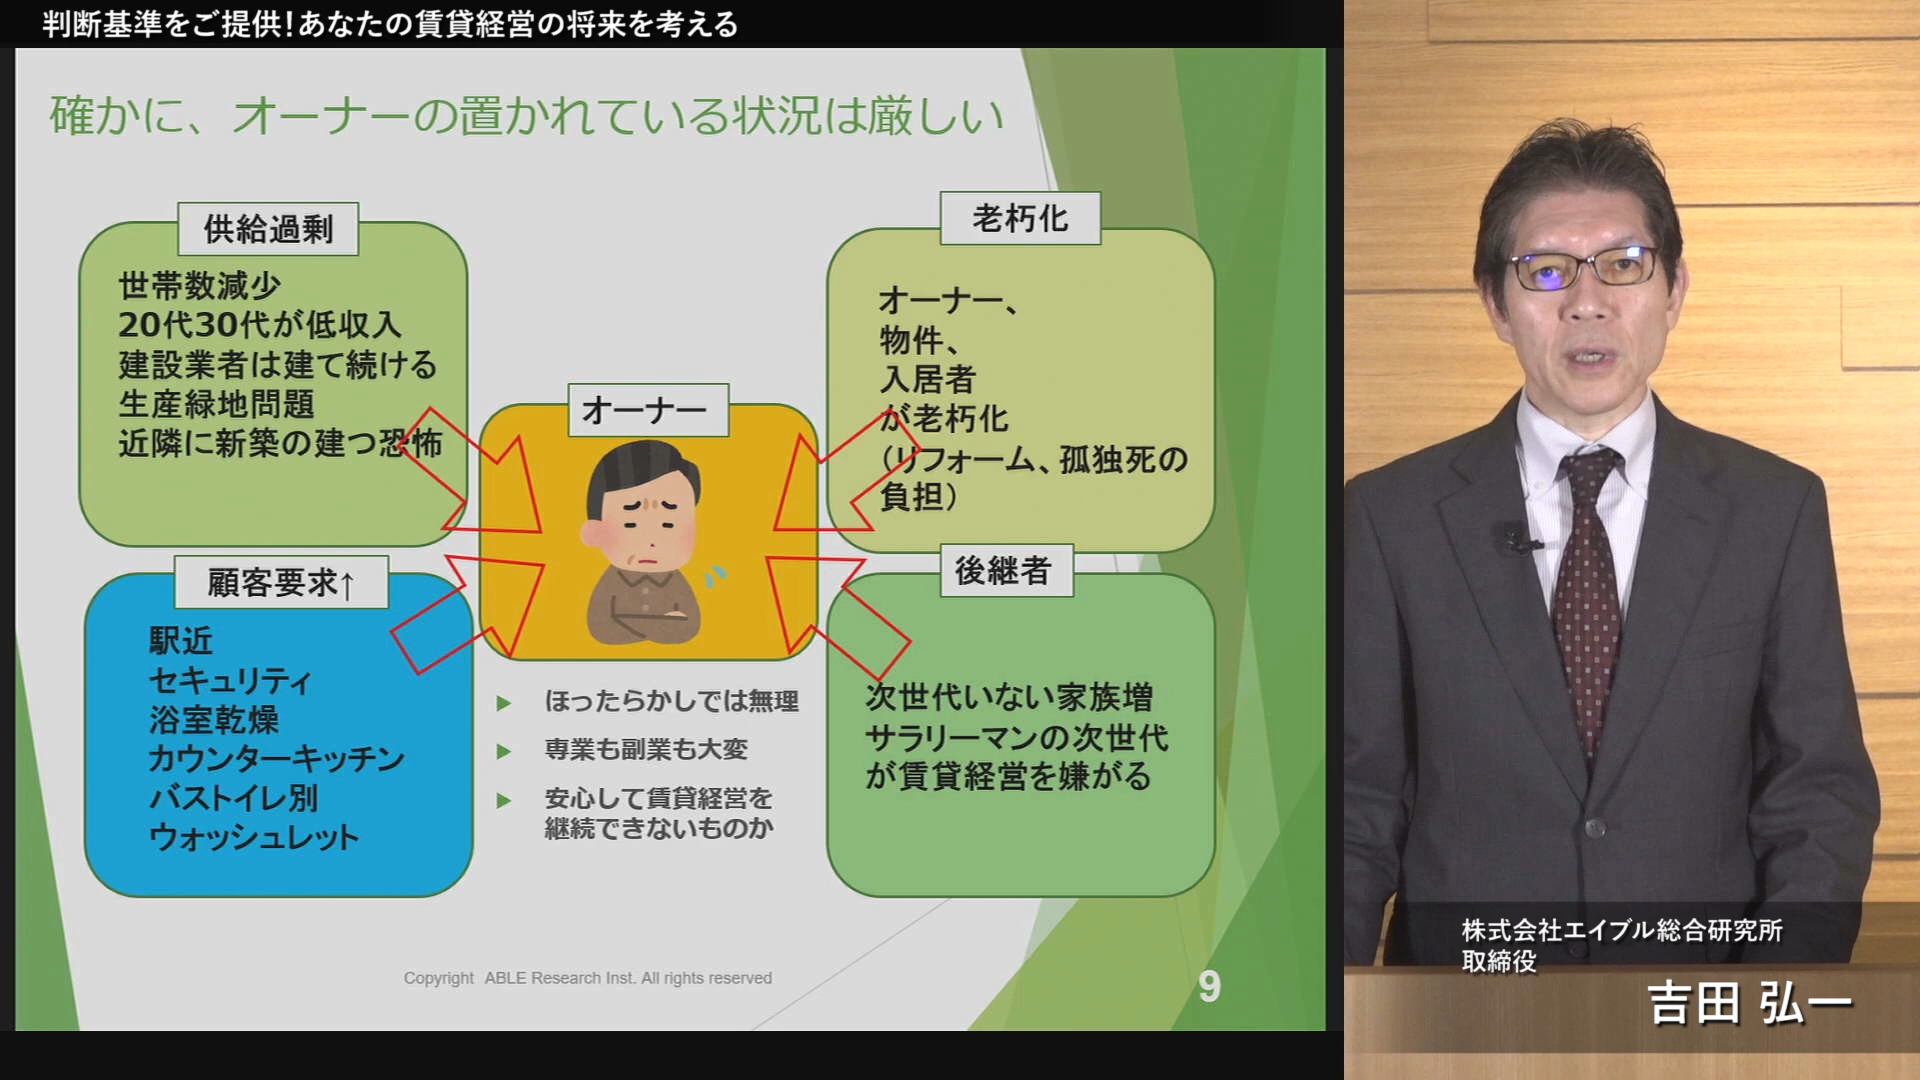 判断基準をご提供！あなたの賃貸経営の将来を考える
確かに、オーナーの置かれている状況は厳しい
供給過剰
世帯数減少
20代30代が低収入
建設業者は建て続ける
生産緑地問題
近隣に新築の建つ恐怖
老朽化
オーナー、
物件、
入居者
が老朽化
（リフォーム、孤独死の
負担）
オーナー
顧客要求↑
駅近
セキュリティ
浴室乾燥
カウンターキッチン
バストイレ別
ウォッシュレット
後継者
次世代いない家族増
サラリーマンの次世代
が賃貸経営を嫌がる
ほったらかしでは無理
専業も副業も大変
安心して賃貸経営を
継続できないものか
Copyright ABLE Research Inst. All rights reserved
9
株式会社エイブル総合研究所
取締役
吉田 弘一